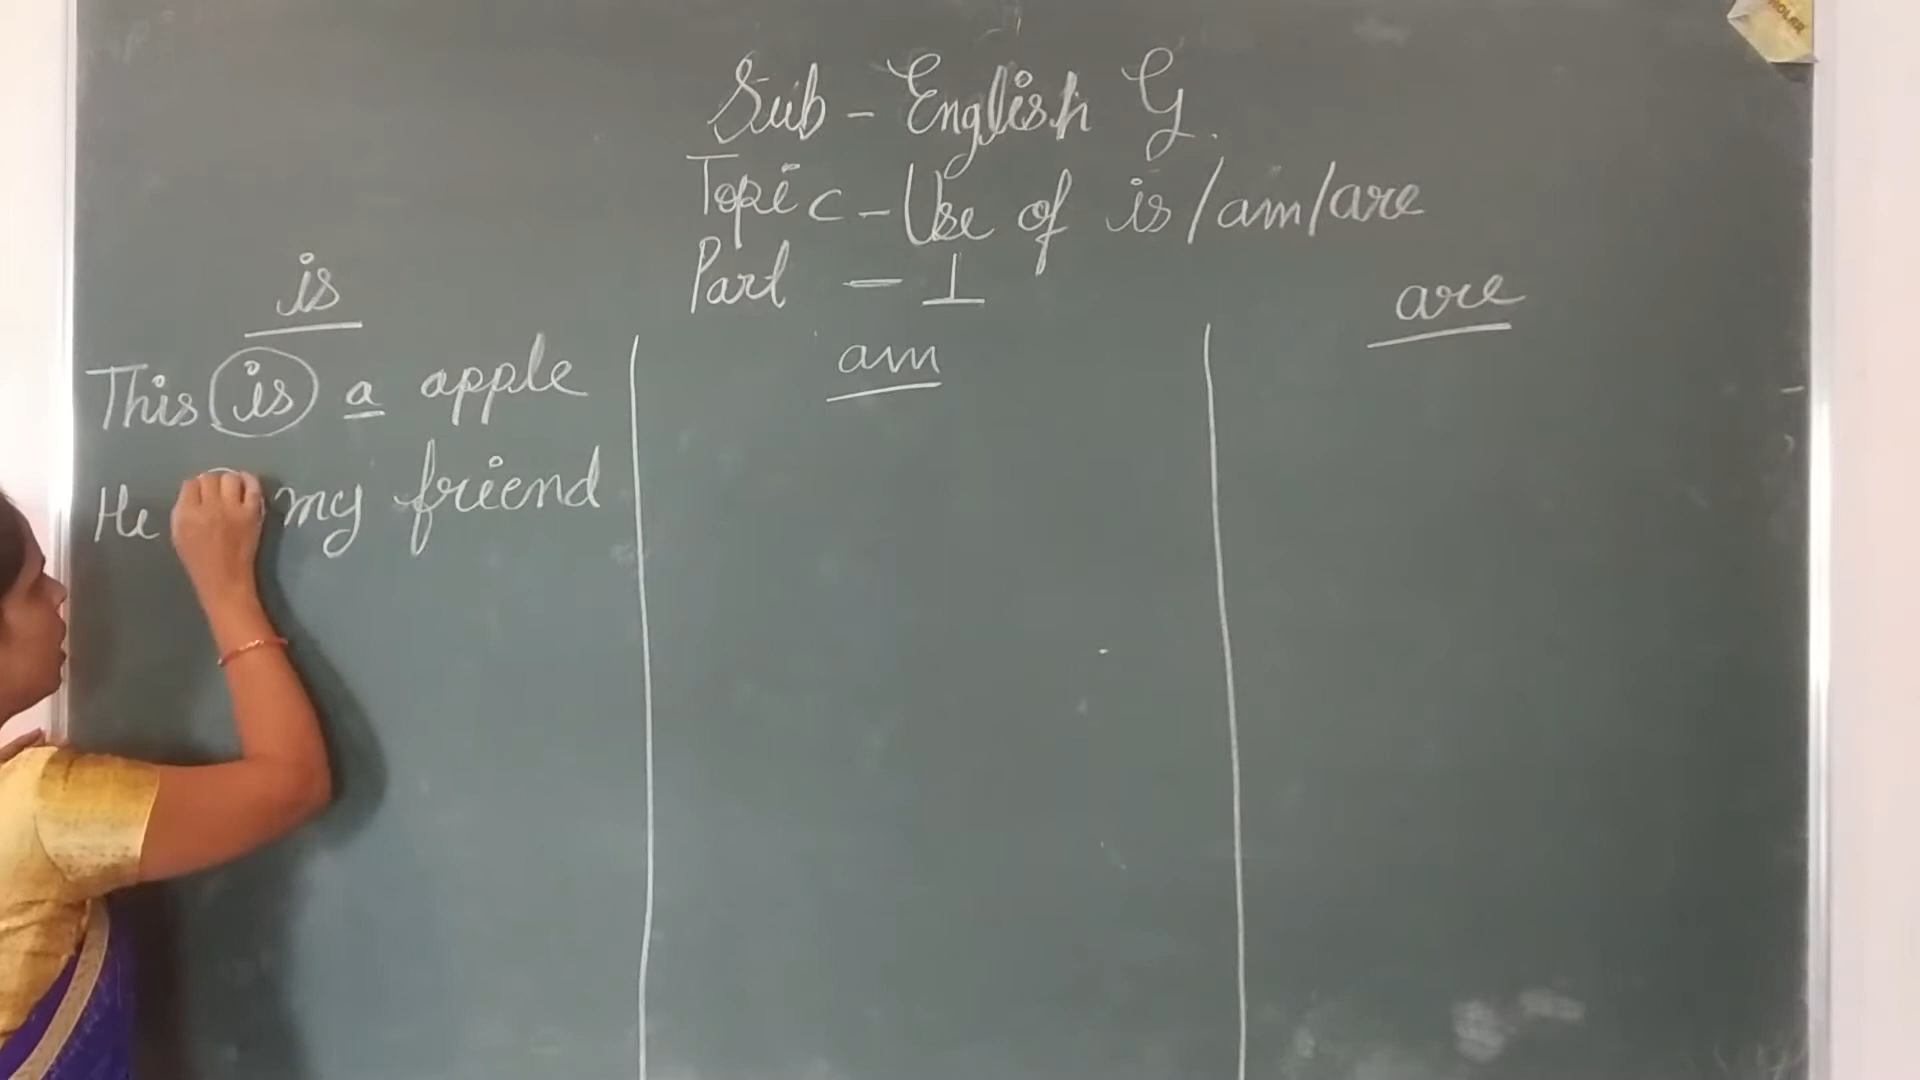 Sub - English G.
Topic - Use of is/am/are
Part - 1
is
This is a apple
He my friend
am
are